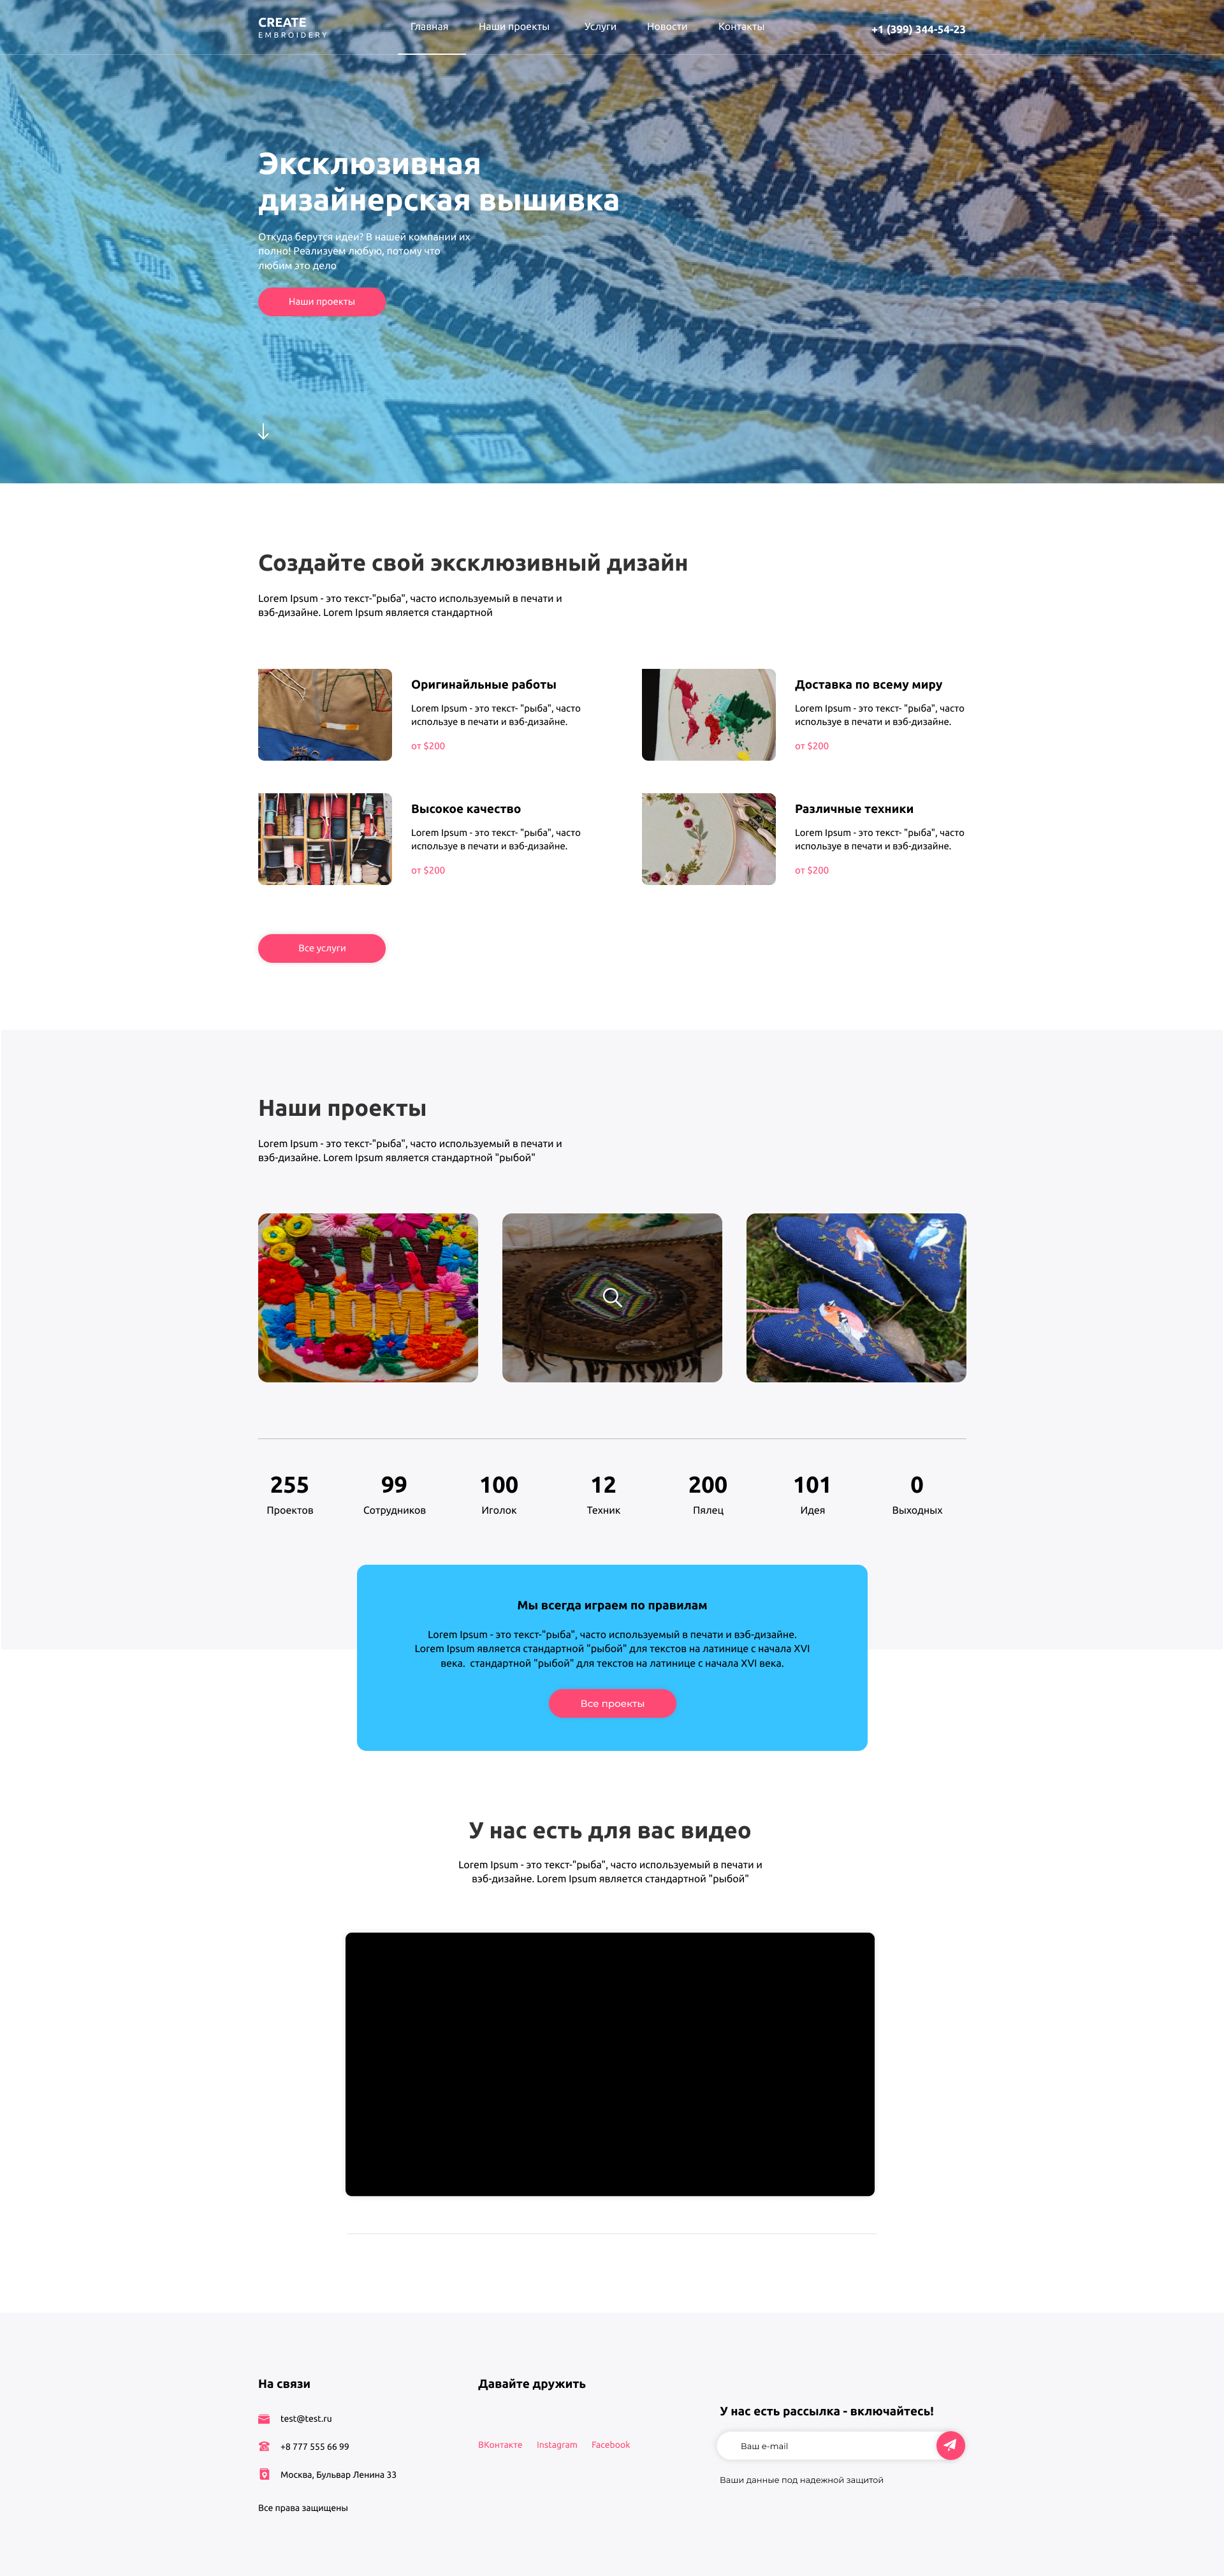 CREATE
EMBROIDERY
Главная
Наши проекты
Услуги
Новости
Контакты
+1 (399) 344-54-23
Эксклюзивная
дизайнерская вышивка
Откуда берутся идеи? В нашей компании их
полно! Реализуем любую, потому что
любим это дело
Наши проекты
Создайте свой эксклюзивный дизайн
Lorem Ipsum - это текст-"рыба", часто используемый в печати и
вэб-дизайне. Lorem Ipsum является стандартной
Оригинайльные работы
Lorem Ipsum - это текст- "рыба", часто
используе в печати и вэб-дизайне.
от $200
Доставка по всему миру
Lorem Ipsum - это текст- "рыба", часто
используе в печати и вэб-дизайне.
от $200
Высокое качество
Lorem Ipsum - это текст- "рыба", часто
используе в печати и вэб-дизайне.
от $200
Различные техники
Lorem Ipsum - это текст- "рыба", часто
используе в печати и вэб-дизайне.
от $200
Все услуги
Наши проекты
Lorem Ipsum - это текст-"рыба", часто используемый в печати и
вэб-дизайне. Lorem Ipsum является стандартной "рыбой"
STAY
HOME
255
Проектов
99
Сотрудников
100
Иголок
12
Техник
200
Пялец
101
Идея
0
Выходных
Мы всегда играем по правилам
Lorem Ipsum - это текст-"рыба", часто используемый в печати и вэб-дизайне.
Lorem Ipsum является стандартной "рыбой" для текстов на латинице с начала XVI
века. стандартной "рыбой" для текстов на латинице с начала XVI века.
Все проекты
У нас есть для вас видео
Lorem Ipsum - это текст-"рыба", часто используемый в печати и
вэб-дизайне. Lorem Ipsum является стандартной "рыбой"
На связи
test@test.ru
+8 777 555 66 99
Москва, Бульвар Ленина 33
Все права защищены
Давайте дружить
ВКонтакте
Instagram
Facebook
У нас есть рассылка - включайтесь!
Ваш e-mail
Ваши данные под надежной защитой